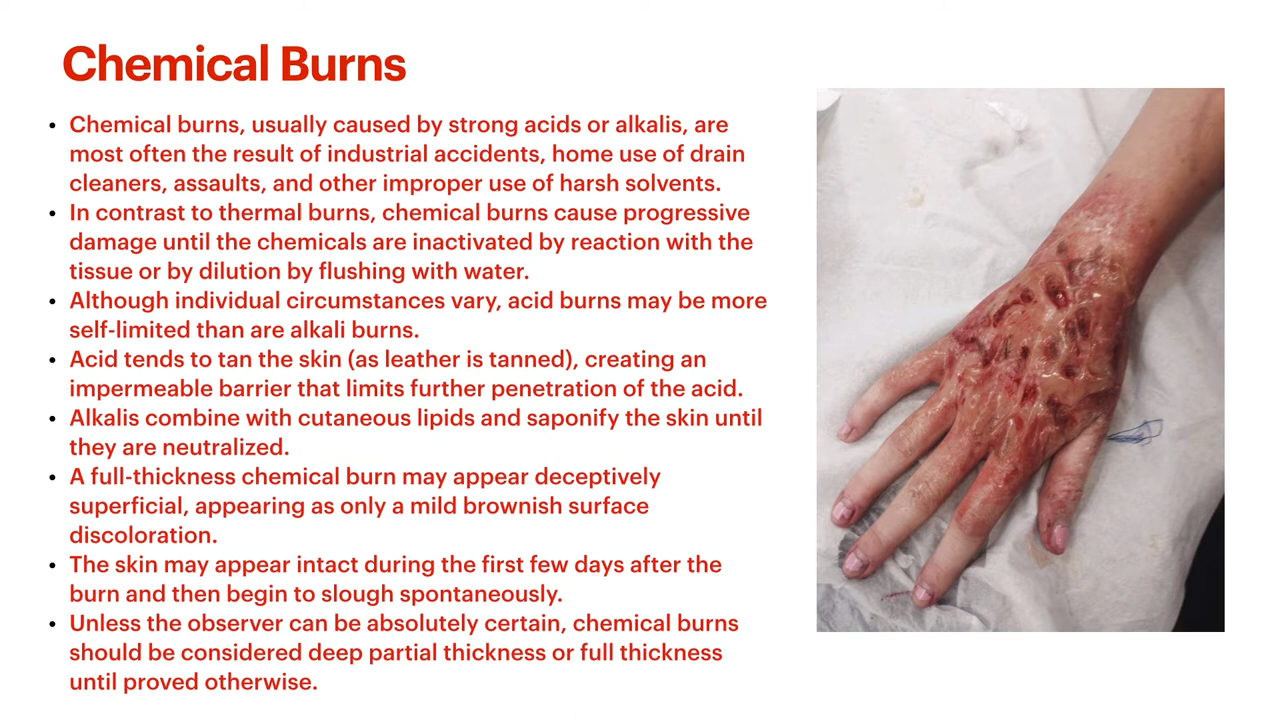 Chemical Burns
• Chemical burns, usually caused by strong acids or alkalis, are
most often the result of industrial accidents, home use of drain
cleaners, assaults, and other improper use of harsh solvents.
• In contrast to thermal burns, chemical burns cause progressive
damage until the chemicals are inactivated by reaction with the
tissue or by dilution by flushing with water.
• Although individual circumstances vary, acid burns may be more
self-limited than are alkali burns.
• Acid tends to tan the skin (as leather is tanned), creating an
impermeable barrier that limits further penetration of the acid.
• Alkalis combine with cutaneous lipids and saponify the skin until
they are neutralized.
• A full-thickness chemical burn may appear deceptively
superficial, appearing as only a mild brownish surface
discoloration.
• The skin may appear intact during the first few days after the
burn and then begin to slough spontaneously.
• Unless the observer can be absolutely certain, chemical burns
should be considered deep partial thickness or full thickness
until proved otherwise.